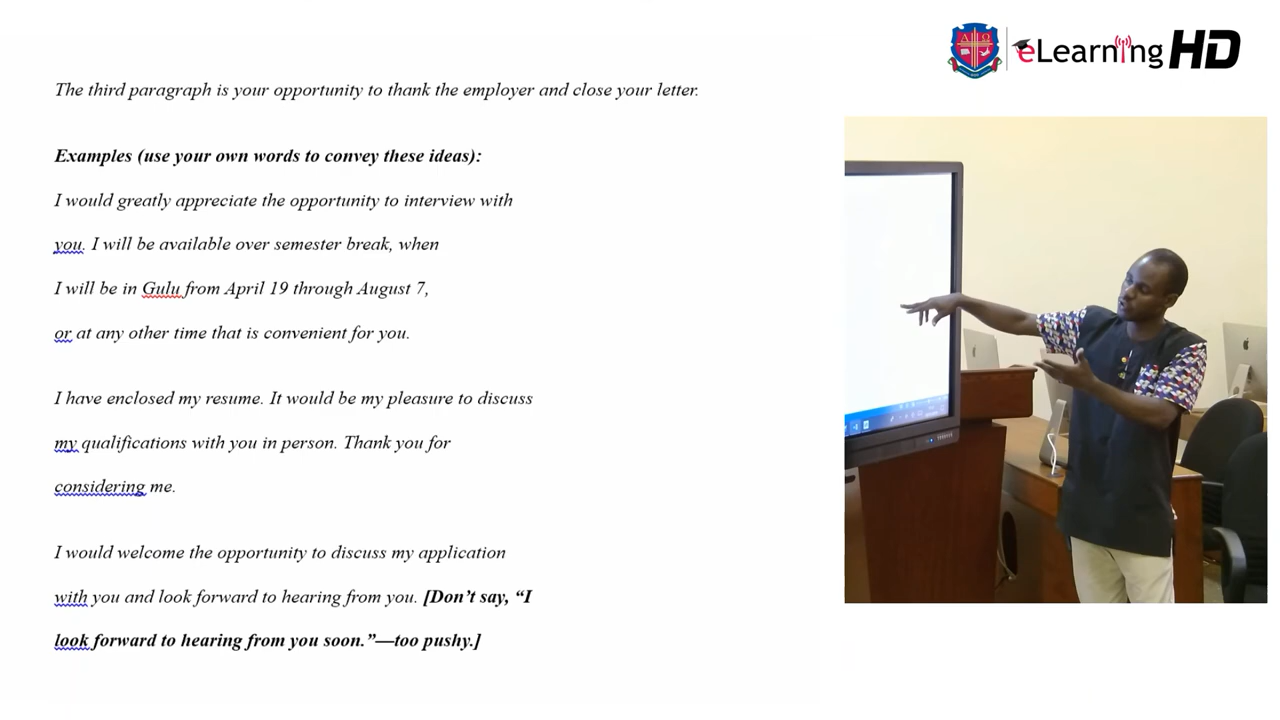 eLearning HD
The third paragraph is your opportunity to thank the employer and close your letter.
Examples (use your own words to convey these ideas):
I would greatly appreciate the opportunity to interview with
you. I will be available over semester break, when
I will be in Gulu from April 19 through August 7,
or at any other time that is convenient for you.
I have enclosed my resume. It would be my pleasure to discuss
my qualifications with you in person. Thank you for
considering me.
I would welcome the opportunity to discuss my application
with you and look forward to hearing from you. [Don’t say, “I
look forward to hearing from you soon.”—too pushy.]